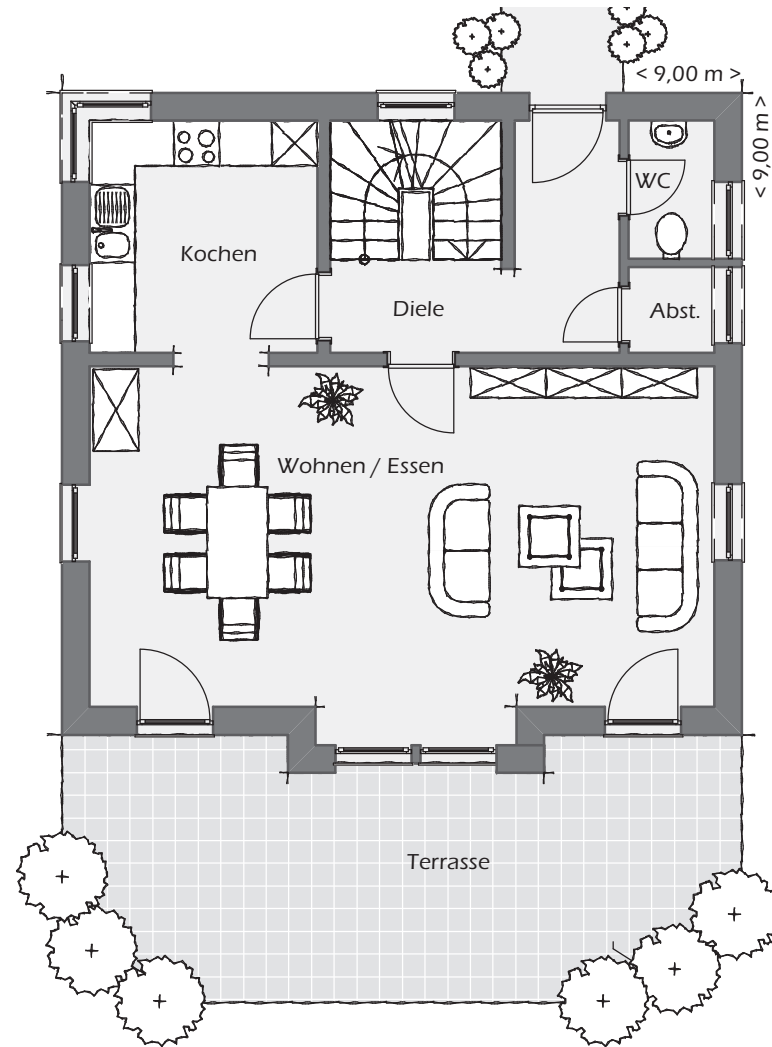 < 9,00 m >
< 9,00 m >
WC
Kochen
Diele
Abst.
Wohnen / Essen
Terrasse